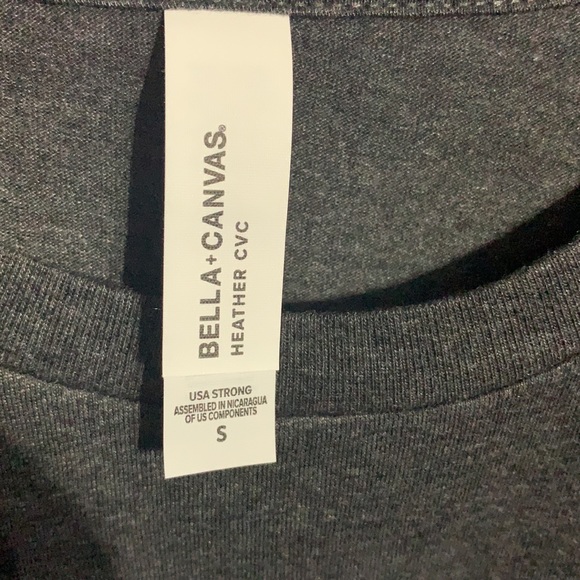 BELLA+CANVAS®
HEATHER CVC
USA STRONG
ASSEMBLED IN NICARAGUA
OF US COMPONENTS
S